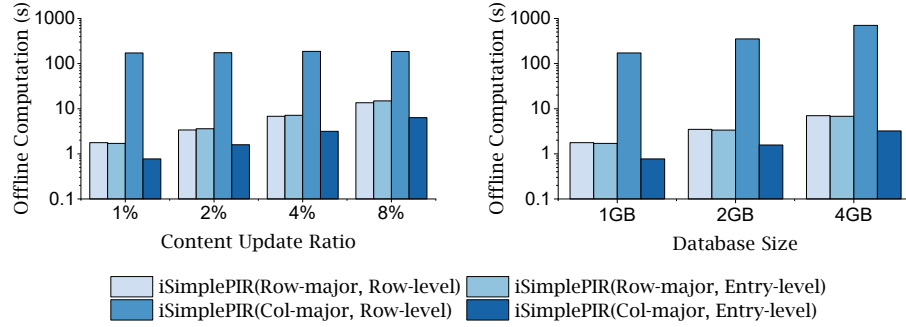 Offline Computation (s)
1000
100
10
1
0.1
1% 2% 4% 8%
Content Update Ratio
Offline Computation (s)
1000
100
10
1
0.1
1GB 2GB 4GB
Database Size
iSimplePIR(Row-major, Row-level) iSimplePIR(Row-major, Entry-level)
iSimplePIR(Col-major, Row-level) iSimplePIR(Col-major, Entry-level)